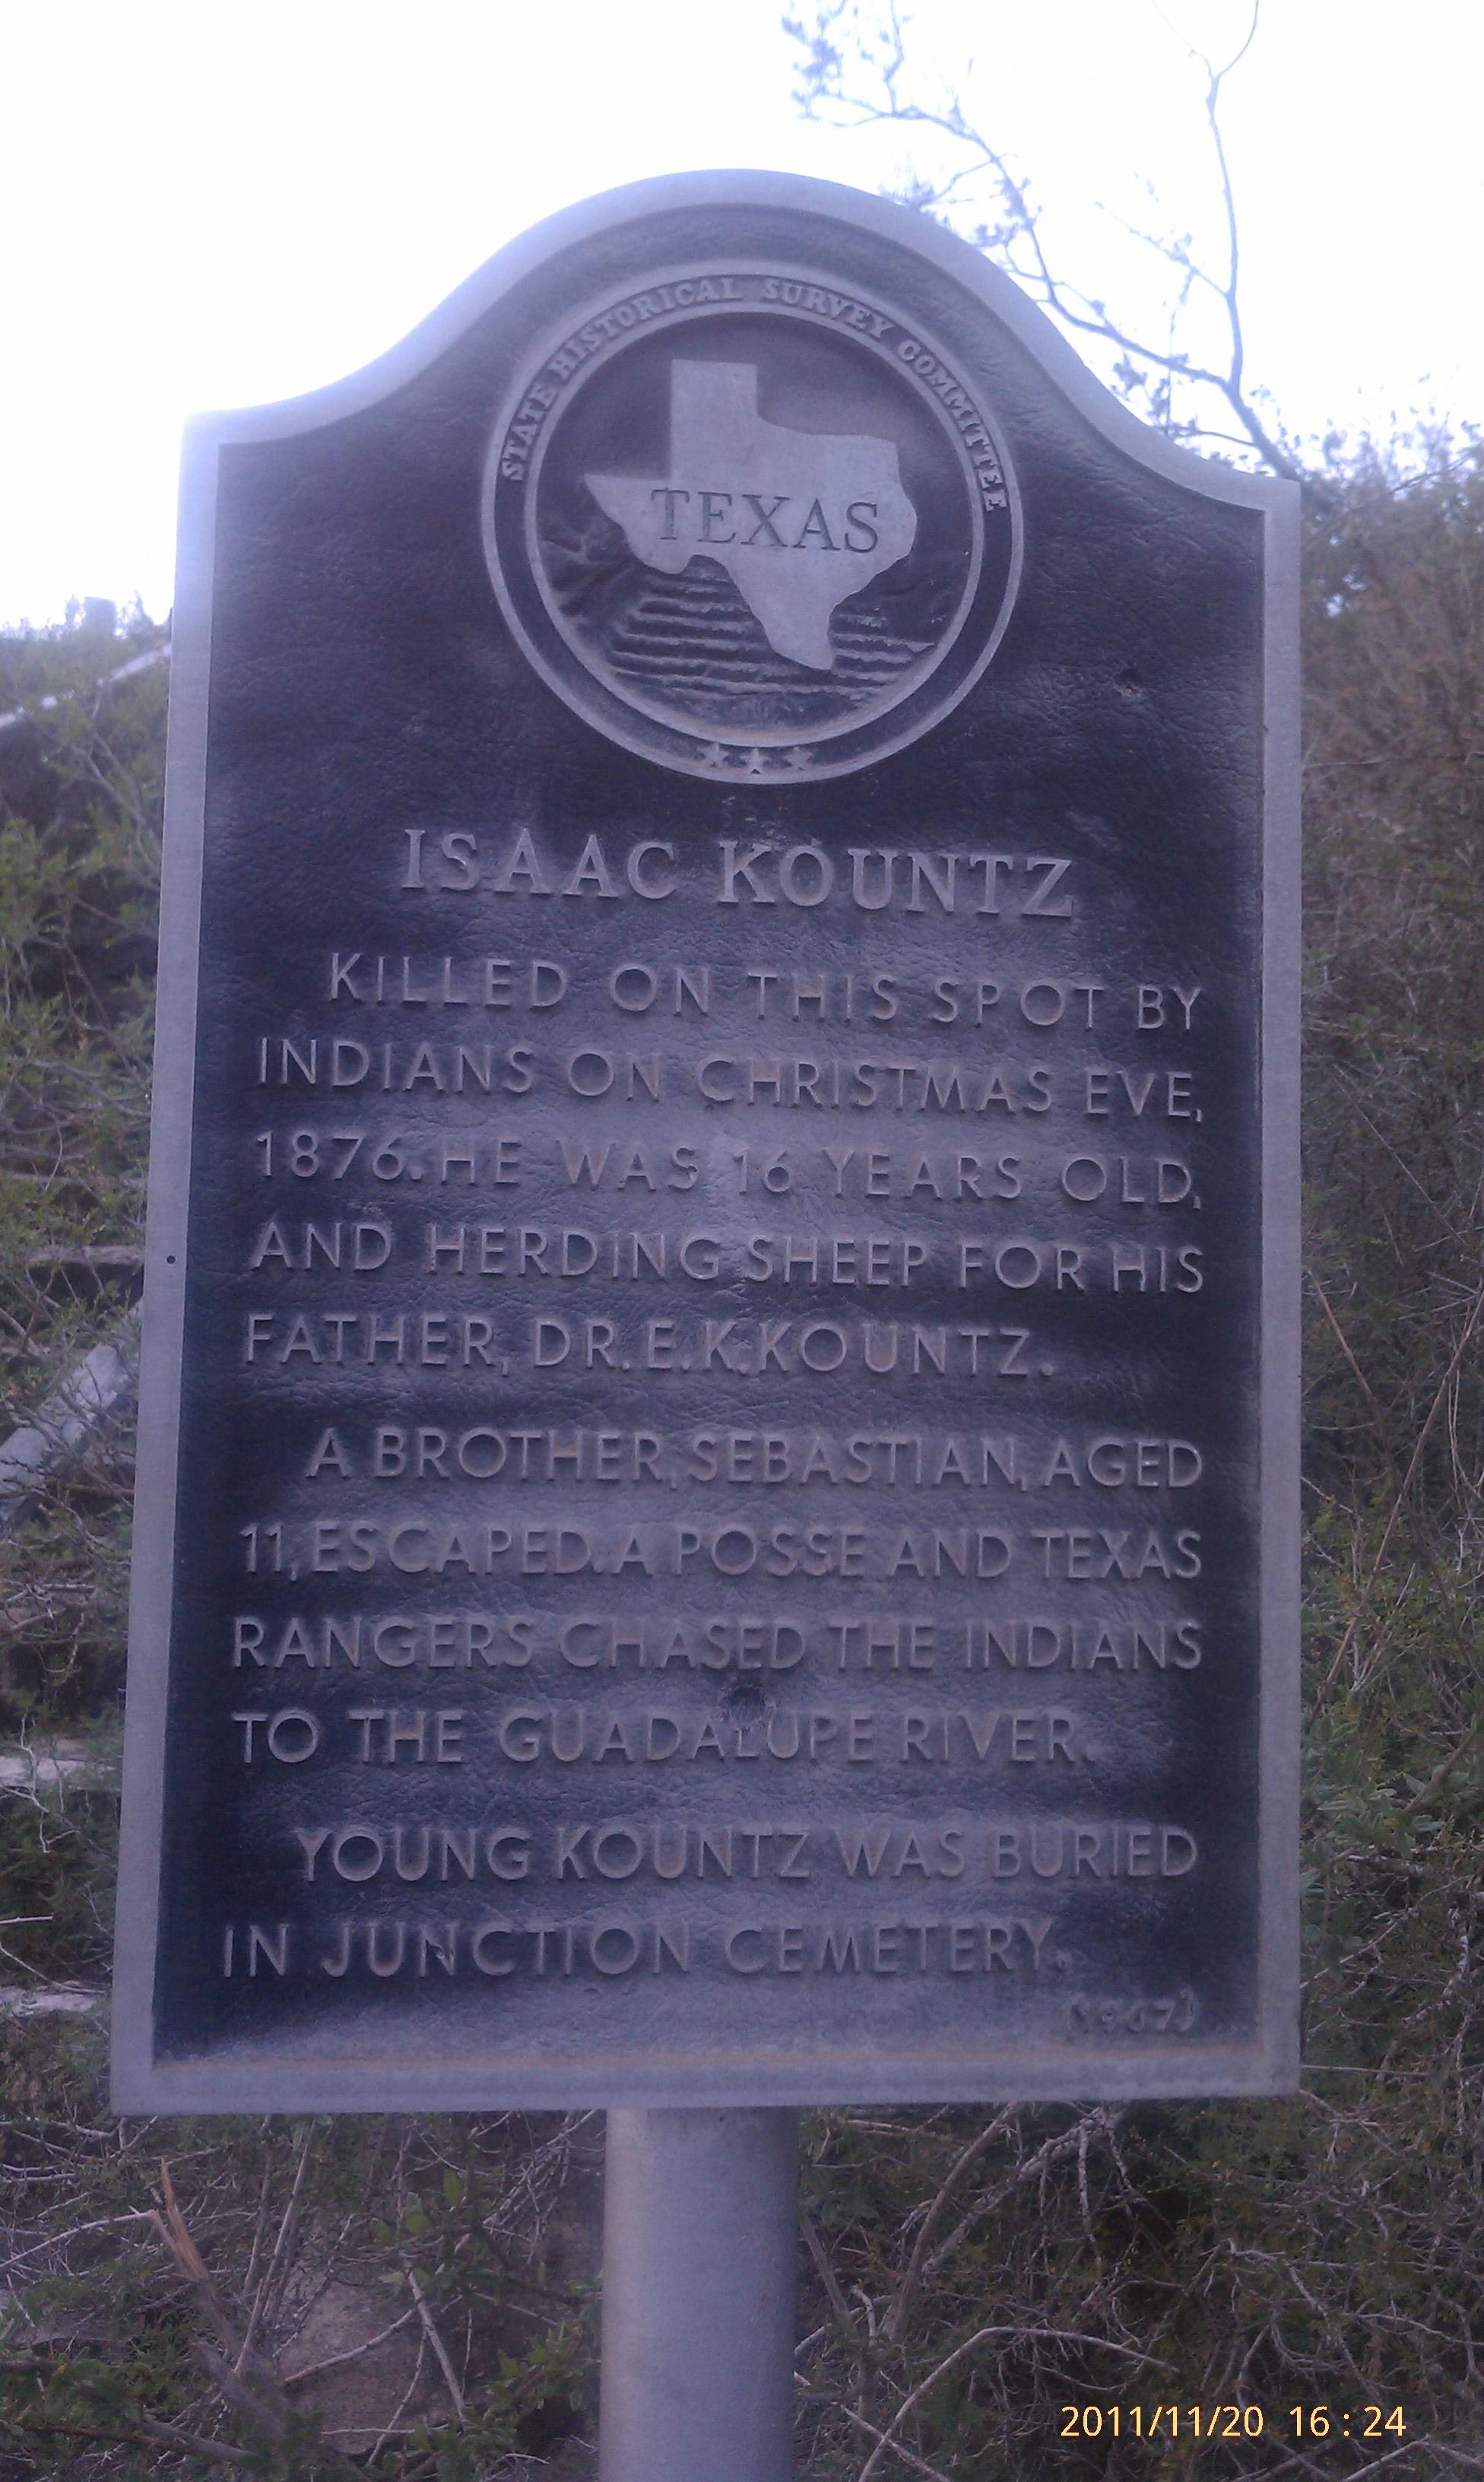 STATE HISTORICAL SURVEY COMMITTEE
TEXAS
ISAAC KOUNTZ
KILLED ON THIS SPOT BY
INDIANS ON CHRISTMAS EVE,
1876. HE WAS 16 YEARS OLD,
AND HERDING SHEEP FOR HIS
FATHER, DR. E. K. KOUNTZ.
A BROTHER, SEBASTIAN, AGED
11, ESCAPED. A POSSE AND TEXAS
RANGERS CHASED THE INDIANS
TO THE GUADALUPE RIVER.
YOUNG KOUNTZ WAS BURIED
IN JUNCTION CEMETERY.
(1967)
2011/11/20 16:24